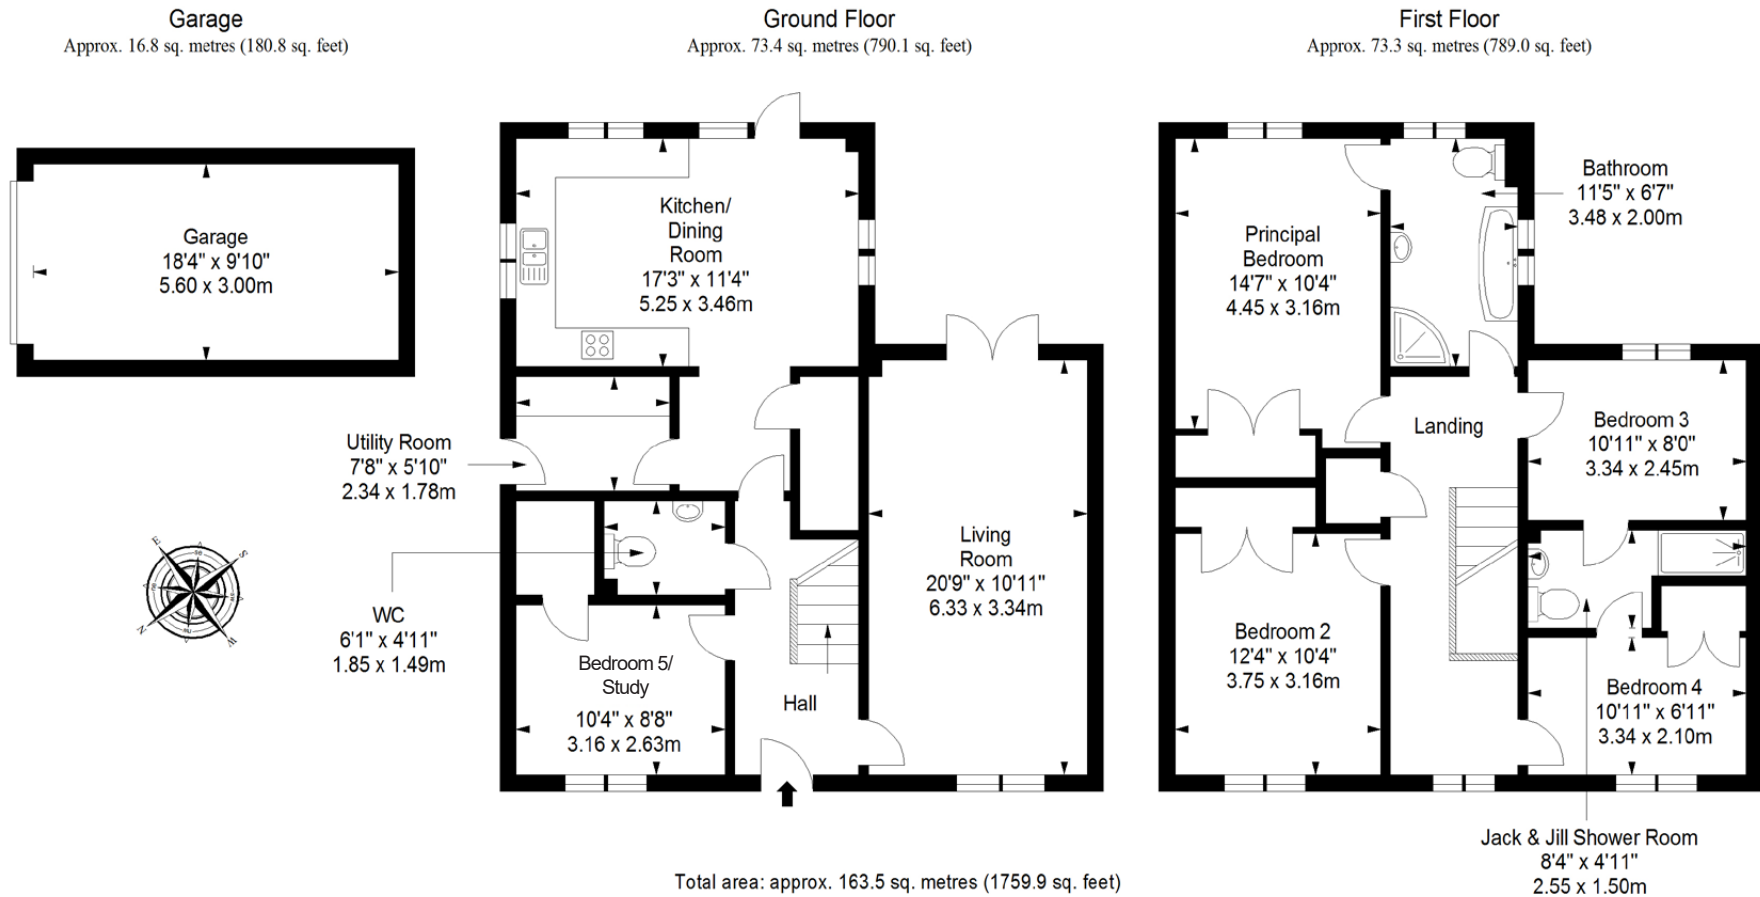 Garage
Approx. 16.8 sq. metres (180.8 sq. feet)
Ground Floor
Approx. 73.4 sq. metres (790.1 sq. feet)
First Floor
Approx. 73.3 sq. metres (789.0 sq. feet)
Garage
18'4" x 9'10"
5.60 x 3.00m
Kitchen/
Dining
Room
17'3" x 11'4"
5.25 x 3.46m
Utility Room
7'8" x 5'10"
2.34 x 1.78m
WC
6'1" x 4'11"
1.85 x 1.49m
Bedroom 5/
Study
10'4" x 8'8"
3.16 x 2.63m
Hall
Living
Room
20'9" x 10'11"
6.33 x 3.34m
Principal
Bedroom
14'7" x 10'4"
4.45 x 3.16m
Bathroom
11'5" x 6'7"
3.48 x 2.00m
Landing
Bedroom 3
10'11" x 8'0"
3.34 x 2.45m
Bedroom 2
12'4" x 10'4"
3.75 x 3.16m
Bedroom 4
10'11" x 6'11"
3.34 x 2.10m
Jack & Jill Shower Room
8'4" x 4'11"
2.55 x 1.50m
E
S
N
W
Total area: approx. 163.5 sq. metres (1759.9 sq. feet)